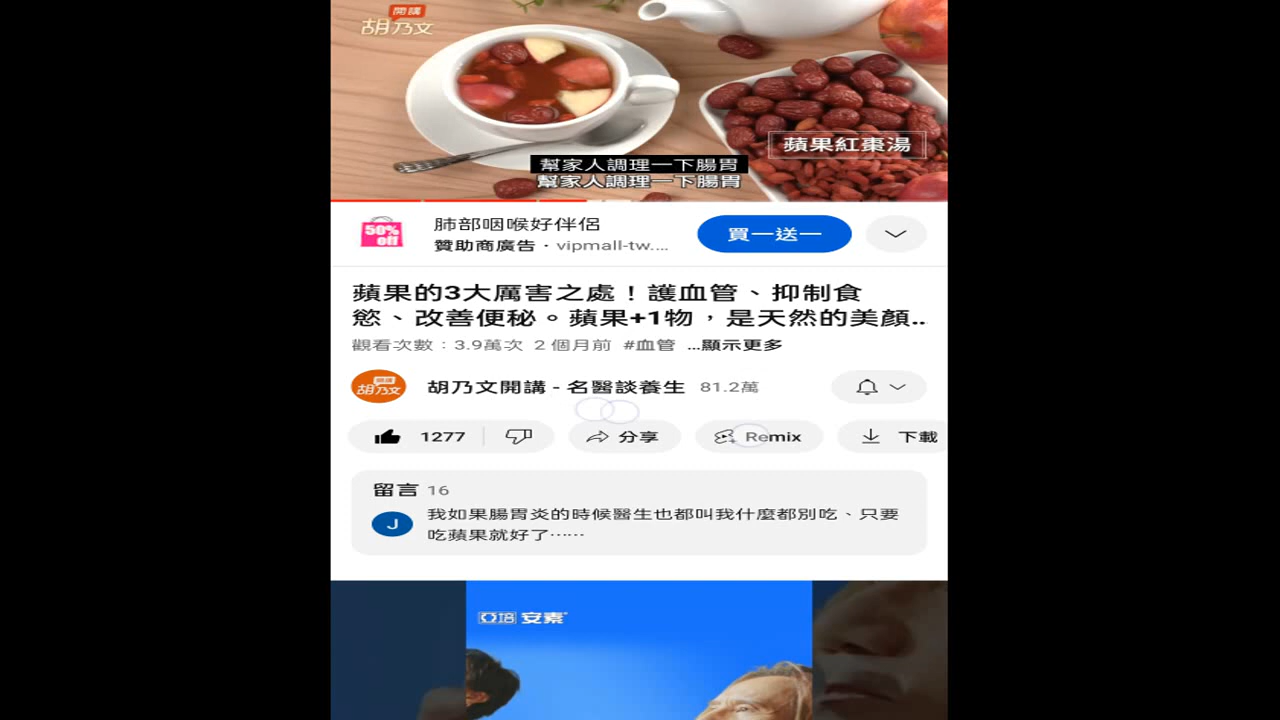 開講
胡乃文
蘋果紅棗湯
幫家人調理一下腸胃
幫家人調理一下腸胃
50% off
肺部咽喉好伴侶
贊助商廣告・vipmall-tw....
買一送一
蘋果的3大厲害之處！護血管、抑制食
慾、改善便秘。蘋果+1物，是天然的美顏..
觀看次數：3.9萬次 2 個月前 #血管 ...顯示更多
開講
胡乃文
胡乃文開講 - 名醫談養生 81.2萬
1277 分享 Remix 下載
留言 16
J
我如果腸胃炎的時候醫生也都叫我什麼都別吃、只要
吃蘋果就好了……
亞培 安素